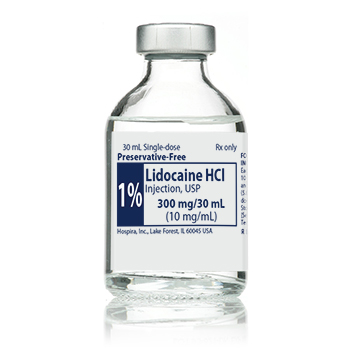 30 mL Single-dose Rx only
Preservative-Free
1% Lidocaine HCl
Injection, USP
300 mg/30 mL
(10 mg/mL)
Hospira, Inc., Lake Forest, IL 60045 USA